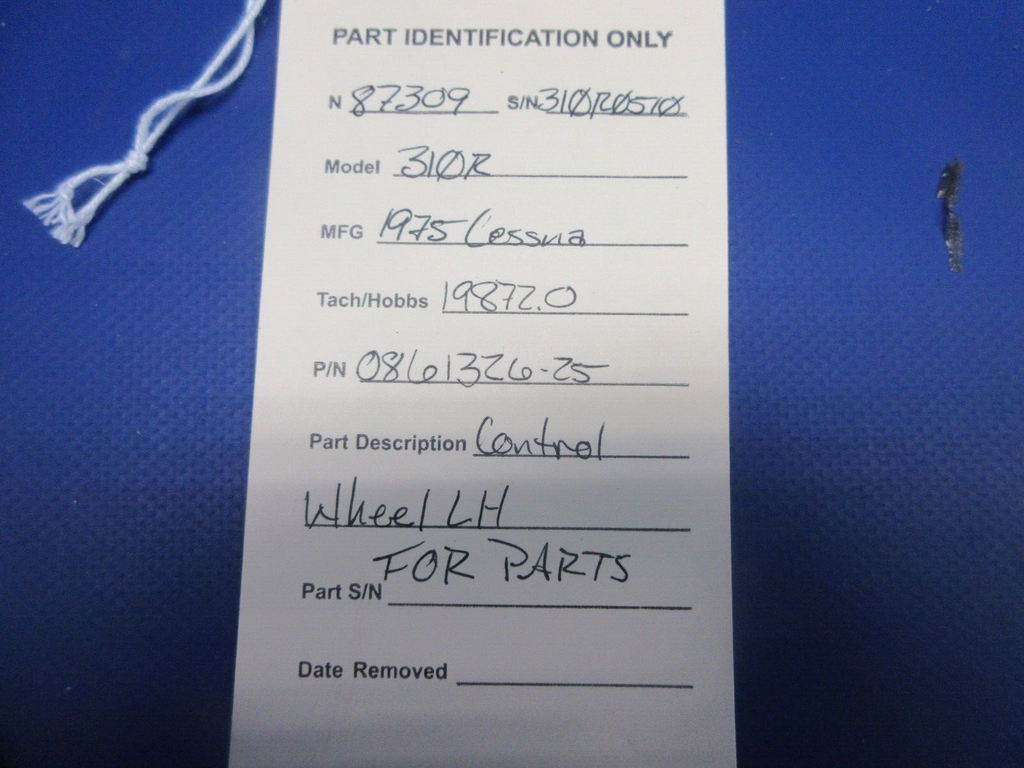 PART IDENTIFICATION ONLY
N 87309 S/N 310R0510
Model 310R
MFG 1975 Cessna
Tach/Hobbs 19872.0
P/N 0861326-25
Part Description Control
Wheel LH
FOR PARTS
Part S/N
Date Removed